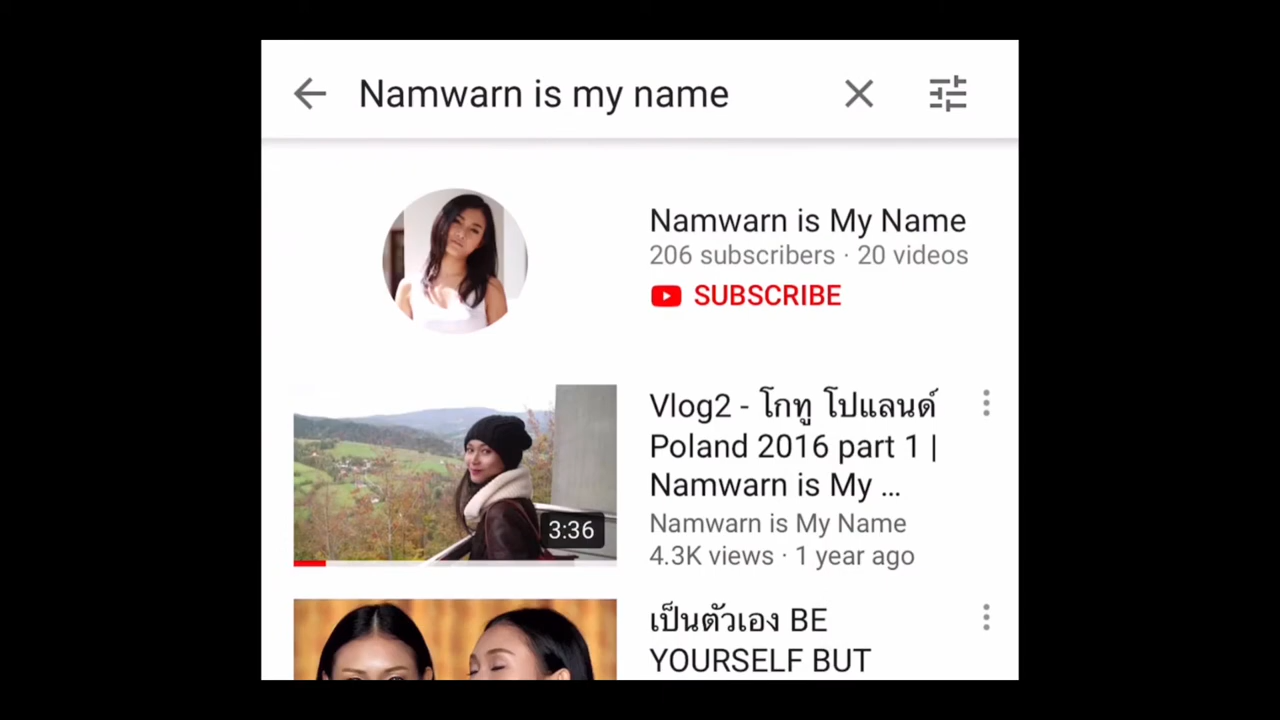 Namwarn is my name
Namwarn is My Name
206 subscribers · 20 videos
SUBSCRIBE
Vlog2 - โกทู โปแลนด์
Poland 2016 part 1 |
Namwarn is My ...
3:36
Namwarn is My Name
4.3K views · 1 year ago
เป็นตัวเอง BE
YOURSELF BUT